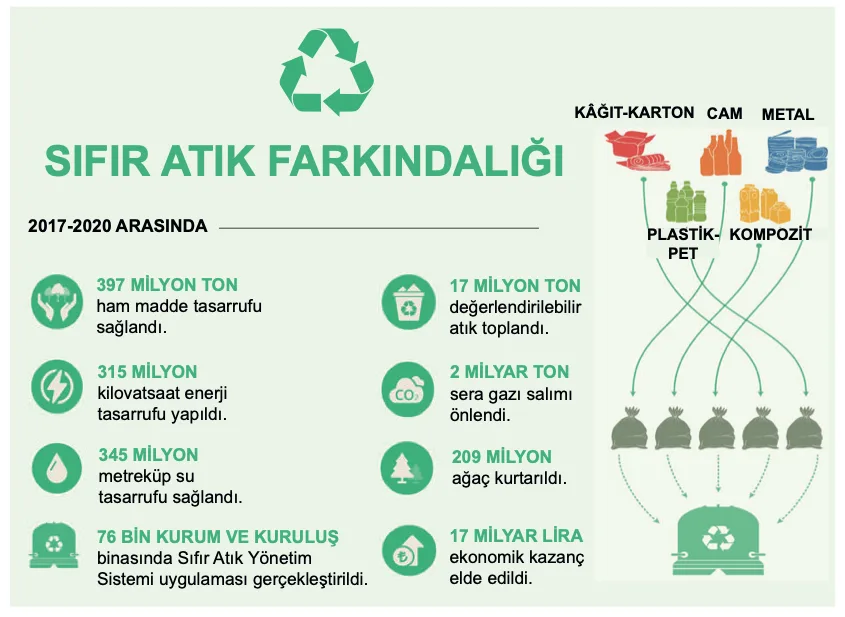 SIFIR ATIK FARKINDALIĞI
2017-2020 ARASINDA
397 MİLYON TON
ham madde tasarrufu
sağlandı.
315 MİLYON
kilovatsaat enerji
tasarrufu yapıldı.
345 MİLYON
metreküp su
tasarrufu sağlandı.
76 BİN KURUM VE KURULUŞ
binasında Sıfır Atık Yönetim
Sistemi uygulaması gerçekleştirildi.
17 MİLYON TON
değerlendirilebilir
atık toplandı.
CO₂
2 MİLYAR TON
sera gazı salımı
önlendi.
209 MİLYON
ağaç kurtarıldı.
₺
17 MİLYAR LİRA
ekonomik kazanç
elde edildi.
KÂĞIT-KARTON CAM METAL
PLASTİK- KOMPOZİT
PET